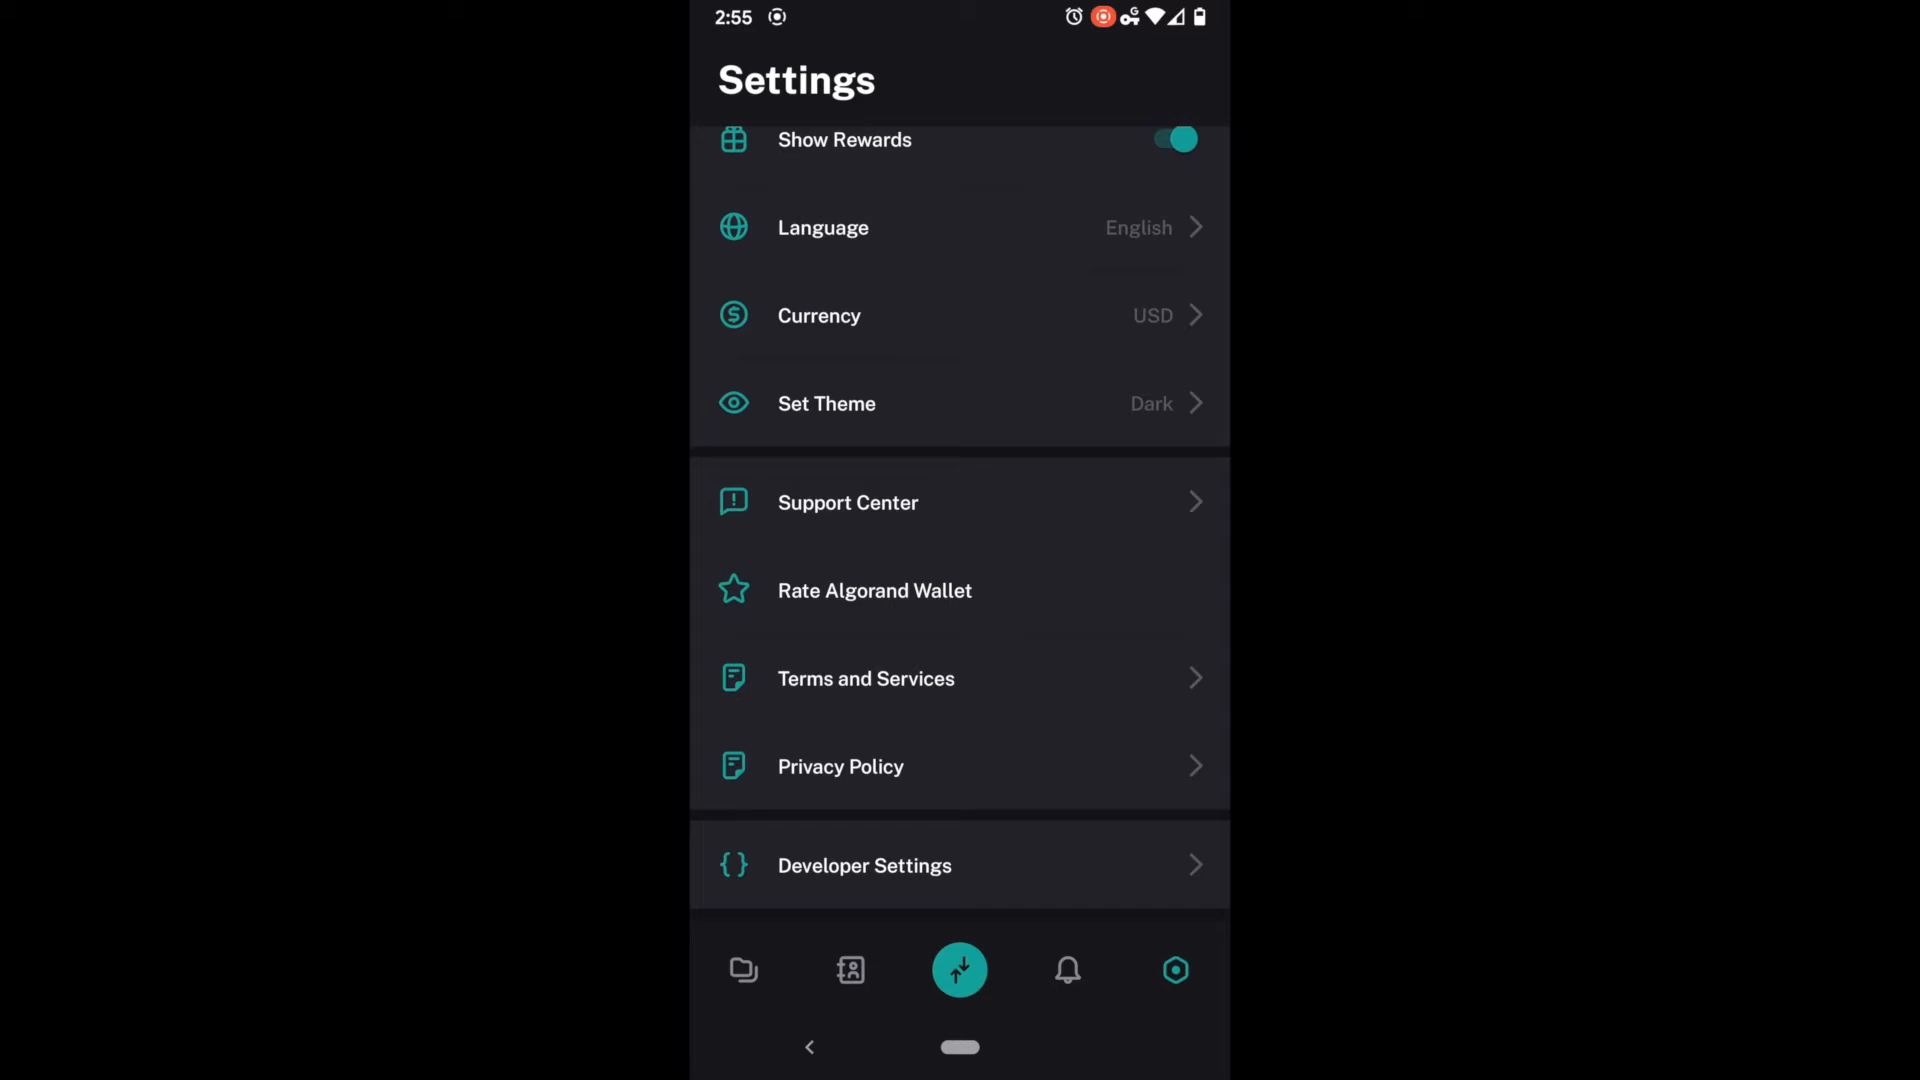 2:55
G
Settings
Show Rewards
Language English
Currency USD
Set Theme Dark
Support Center
Rate Algorand Wallet
Terms and Services
Privacy Policy
Developer Settings